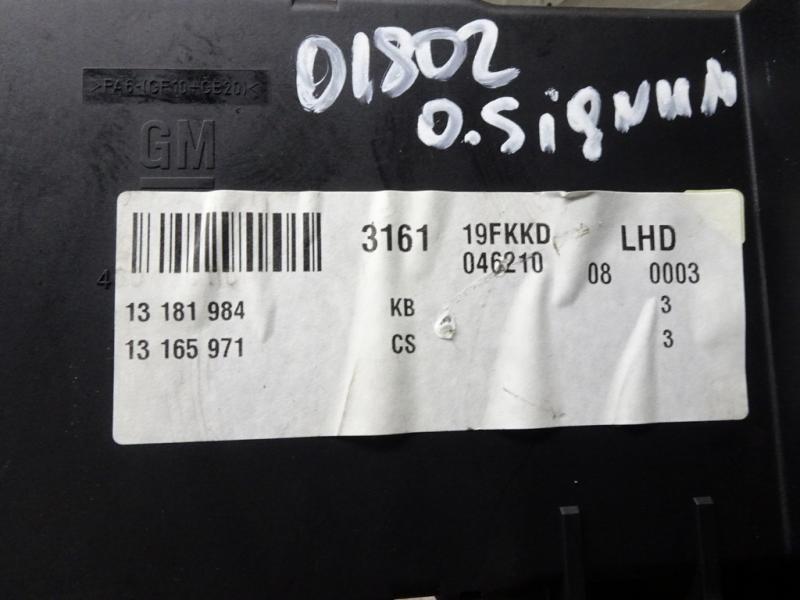 01802
O.SiGNUM
>PA6-(GF10+GB20)<
GM
3161 19FKKD LHD
046210 08 0003
13 181 984 KB 3
13 165 971 CS 3